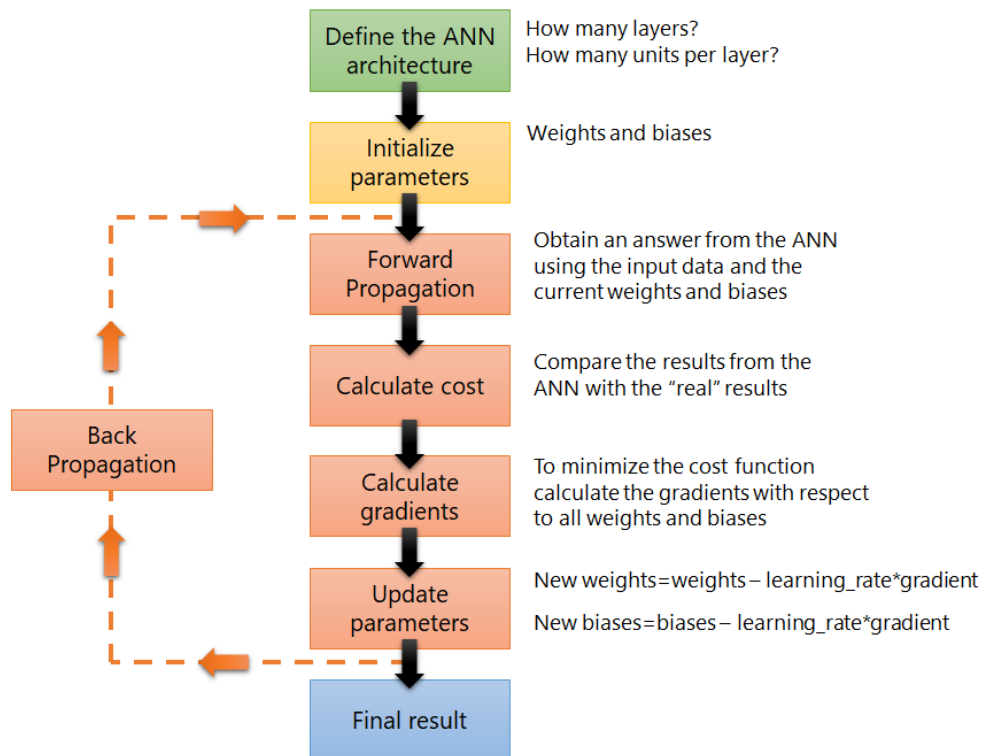 Define the ANN
architecture
How many layers?
How many units per layer?
Initialize
parameters
Weights and biases
Forward
Propagation
Obtain an answer from the ANN
using the input data and the
current weights and biases
Calculate cost
Compare the results from the
ANN with the “real” results
Back
Propagation
Calculate
gradients
To minimize the cost function
calculate the gradients with respect
to all weights and biases
Update
parameters
New weights=weights – learning_rate*gradient
New biases=biases – learning_rate*gradient
Final result